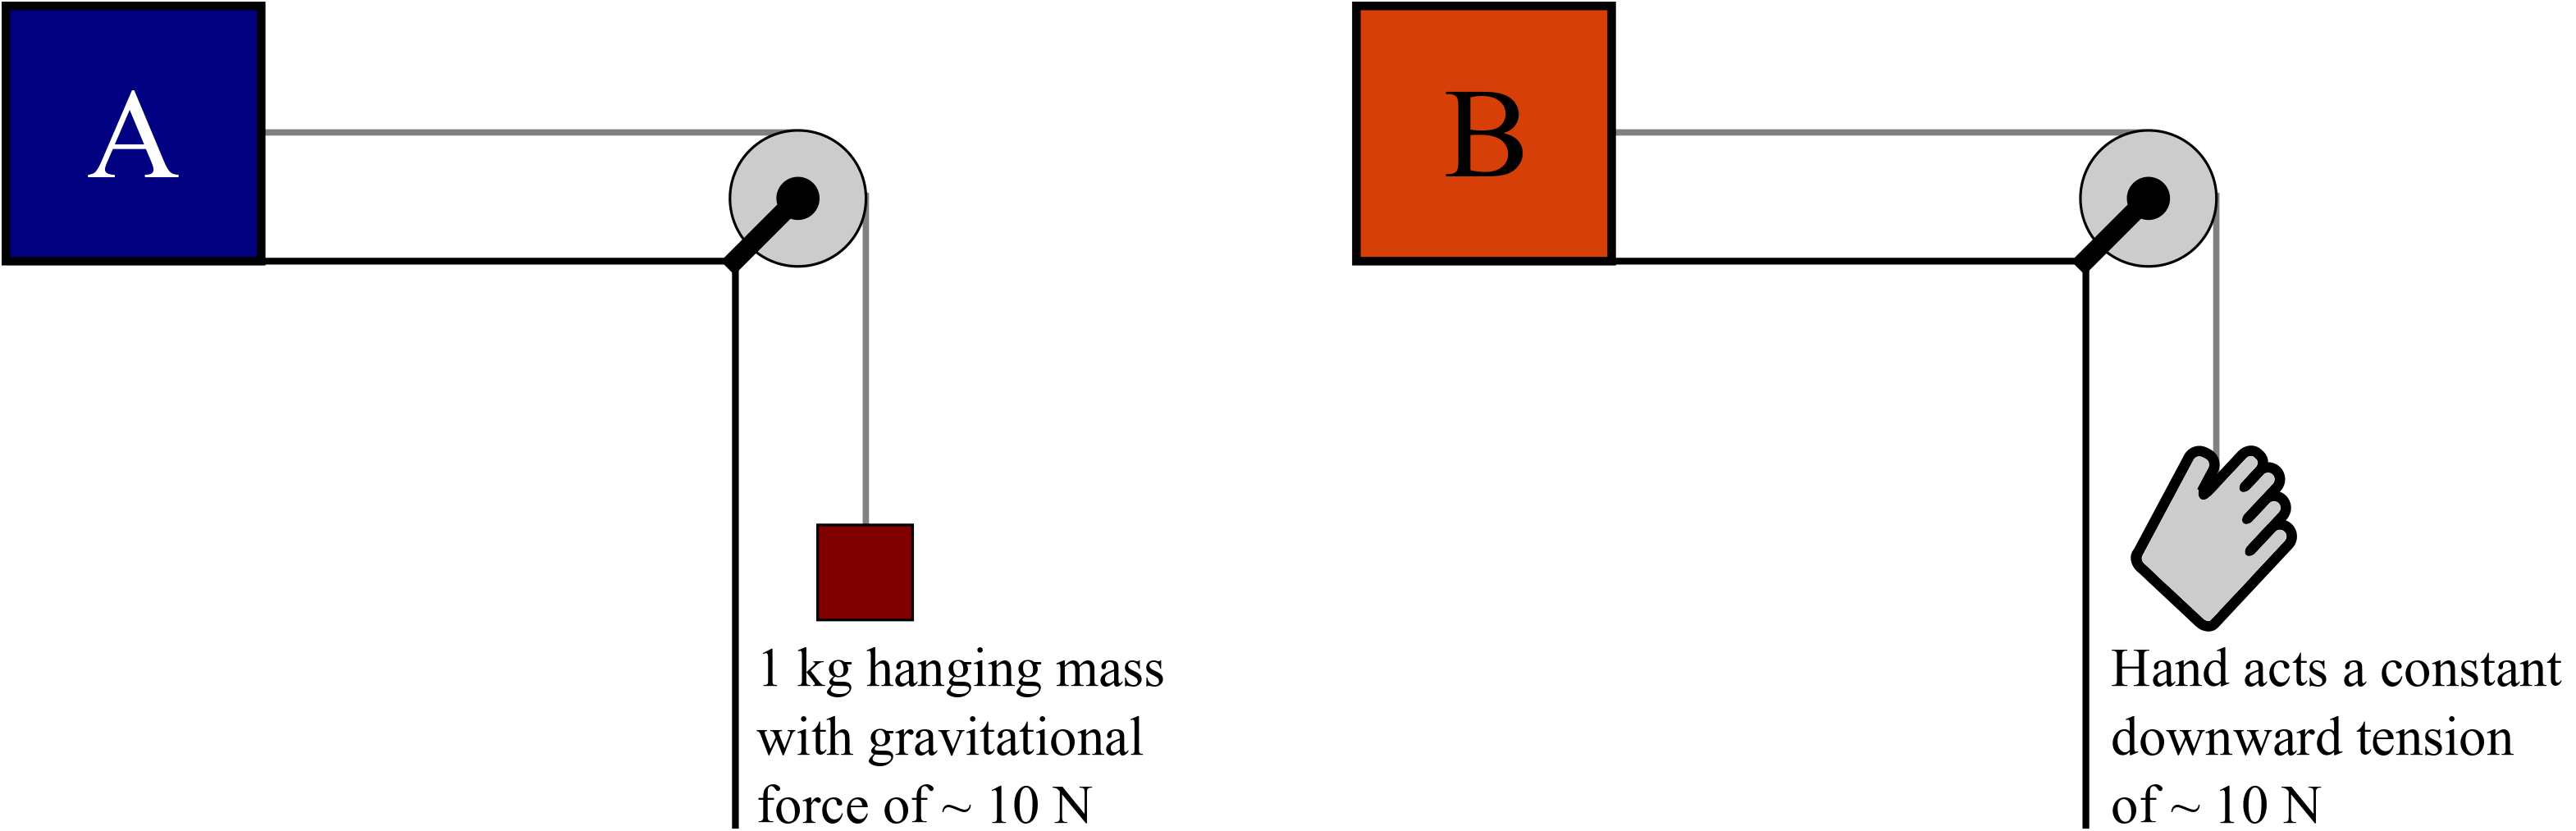 A
B
1 kg hanging mass
with gravitational
force of ~ 10 N
Hand acts a constant
downward tension
of ~ 10 N